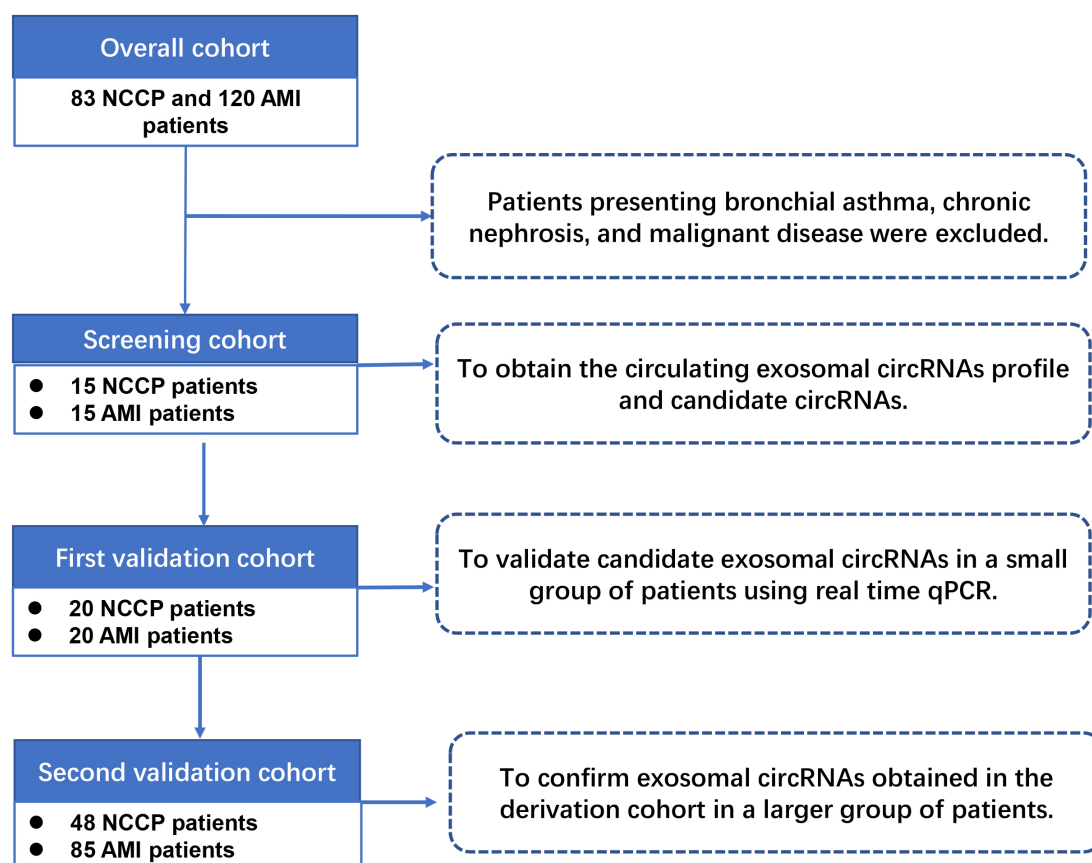 Overall cohort
83 NCCP and 120 AMI
patients
Patients presenting bronchial asthma, chronic
nephrosis, and malignant disease were excluded.
Screening cohort
● 15 NCCP patients
● 15 AMI patients
To obtain the circulating exosomal circRNAs profile
and candidate circRNAs.
First validation cohort
● 20 NCCP patients
● 20 AMI patients
To validate candidate exosomal circRNAs in a small
group of patients using real time qPCR.
Second validation cohort
● 48 NCCP patients
● 85 AMI patients
To confirm exosomal circRNAs obtained in the
derivation cohort in a larger group of patients.